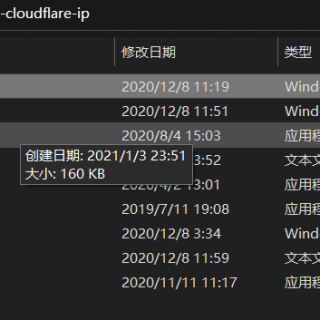 -cloudflare-ip
修改日期 类型
2020/12/8 11:19 Wind
2020/12/8 11:51 Wind
2020/8/4 15:03 应用程
创建日期: 2021/1/3 23:51
大小: 160 KB
3:52 文本文
2020/4/2 13:01 应用程
2019/7/11 19:08 应用程
2020/12/8 3:34 Wind
2020/12/8 11:59 文本文
2020/11/11 11:17 应用程